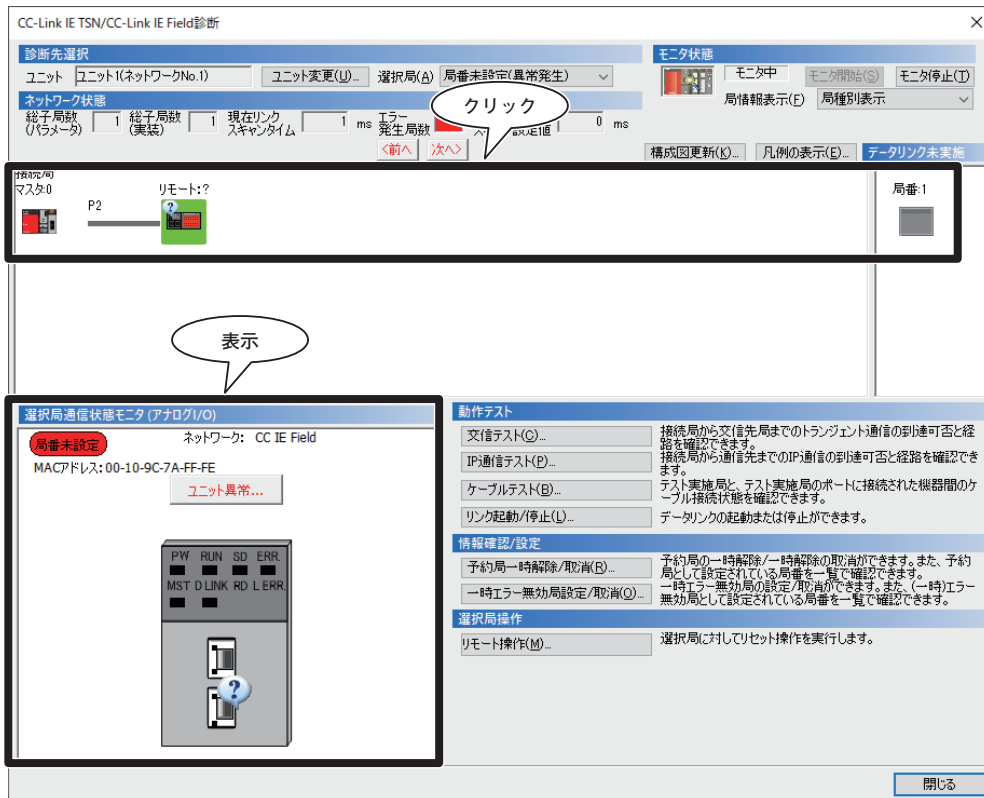 CC-Link IE TSN/CC-Link IE Field診断
診断先選択
ユニット ユニット1(ネットワークNo.1) ユニット変更(U)... 選択局(A) 局番未設定(異常発生)
モニタ状態
モニタ中 モニタ開始(S) モニタ停止(T)
局情報表示(F) 局種別表示
ネットワーク状態
総子局数(パラメータ) 1 総子局数(実装) 1 現在リンクスキャンタイム 1 ms エラー発生局数 0 ms
クリック
<前へ 次へ>
構成図更新(K)... 凡例の表示(E)... データリンク未実施
接続局
マスタ:0 リモート:? 局番:1
P2
表示
選択局通信状態モニタ (アナログI/O)
局番未設定 ネットワーク: CC IE Field
MACアドレス: 00-10-9C-7A-FF-FE
ユニット異常...
PW RUN SD ERR.
MST D LINK RD L ERR.
動作テスト
交信テスト(C)... 接続局から交信先局までのトランジェント通信の到達可否と経路を確認できます。
IP通信テスト(P)... 接続局から通信先までのIP通信の到達可否と経路を確認できます。
ケーブルテスト(B)... テスト実施局と、テスト実施局のポートに接続された機器間のケーブル接続状態を確認できます。
リンク起動/停止(L)... データリンクの起動または停止ができます。
情報確認/設定
予約局一時解除/取消(R)... 予約局の一時解除/一時解除の取消ができます。また、予約局として設定されている局番を一覧で確認できます。
一時エラー無効局設定/取消(O)... 一時エラー無効局の設定/取消ができます。また、(一時)エラー無効局として設定されている局番を一覧で確認できます。
選択局操作
リモート操作(M)... 選択局に対してリセット操作を実行します。
閉じる